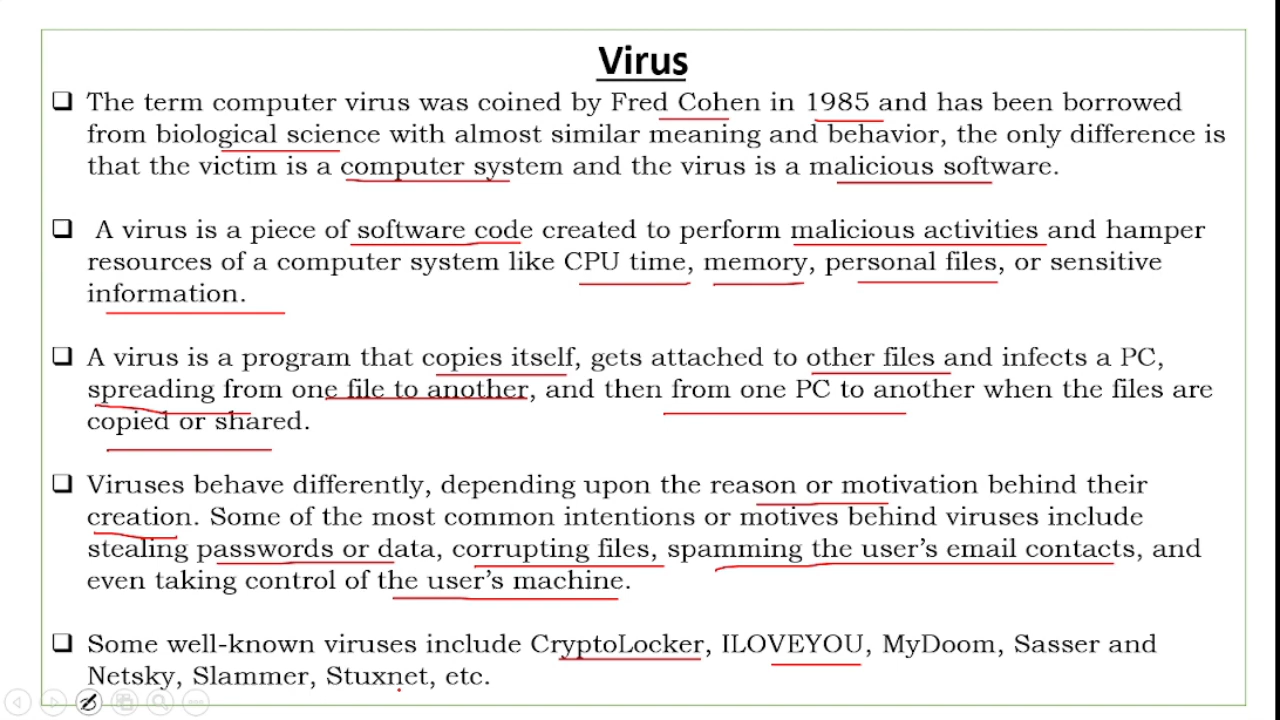 Virus
❑ The term computer virus was coined by Fred Cohen in 1985 and has been borrowed
from biological science with almost similar meaning and behavior, the only difference is
that the victim is a computer system and the virus is a malicious software.
❑ A virus is a piece of software code created to perform malicious activities and hamper
resources of a computer system like CPU time, memory, personal files, or sensitive
information.
❑ A virus is a program that copies itself, gets attached to other files and infects a PC,
spreading from one file to another, and then from one PC to another when the files are
copied or shared.
❑ Viruses behave differently, depending upon the reason or motivation behind their
creation. Some of the most common intentions or motives behind viruses include
stealing passwords or data, corrupting files, spamming the user’s email contacts, and
even taking control of the user’s machine.
❑ Some well-known viruses include CryptoLocker, ILOVEYOU, MyDoom, Sasser and
Netsky, Slammer, Stuxnet, etc.